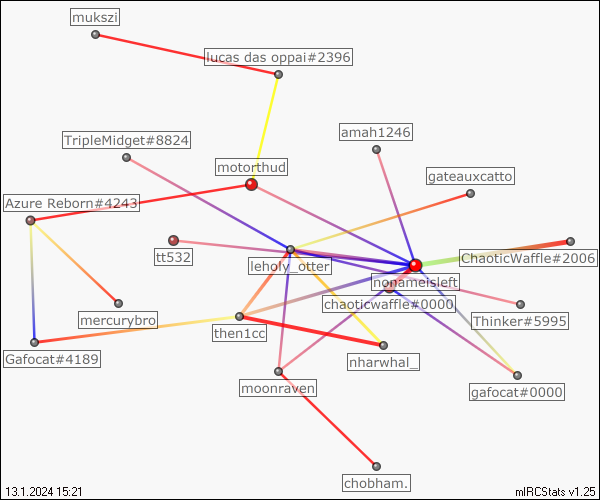 mukszi
lucas das oppai#2396
TripleMidget#8824
amah1246
motorthud
gateauxcatto
Azure Reborn#4243
tt532
leholy_otter
ChaoticWaffle#2006
nonameisleft
chaoticwaffle#0000
mercurybro
Thinker#5995
then1cc
Gafocat#4189
nharwhal_
moonraven
gafocat#0000
chobham.
13.1.2024 15:21
mIRCStats v1.25